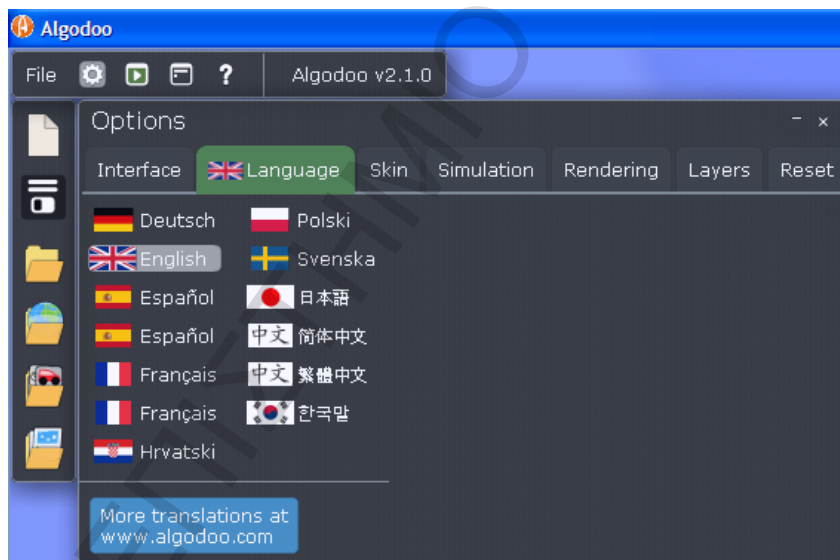 Algodoo
File ? Algodoo v2.1.0
Options
Interface Language Skin Simulation Rendering Layers Reset
Deutsch Polski
English Svenska
Español 日本語
Español 中文 简体中文
Français 中文 繁體中文
Français 한국말
Hrvatski
More translations at
www.algodoo.com